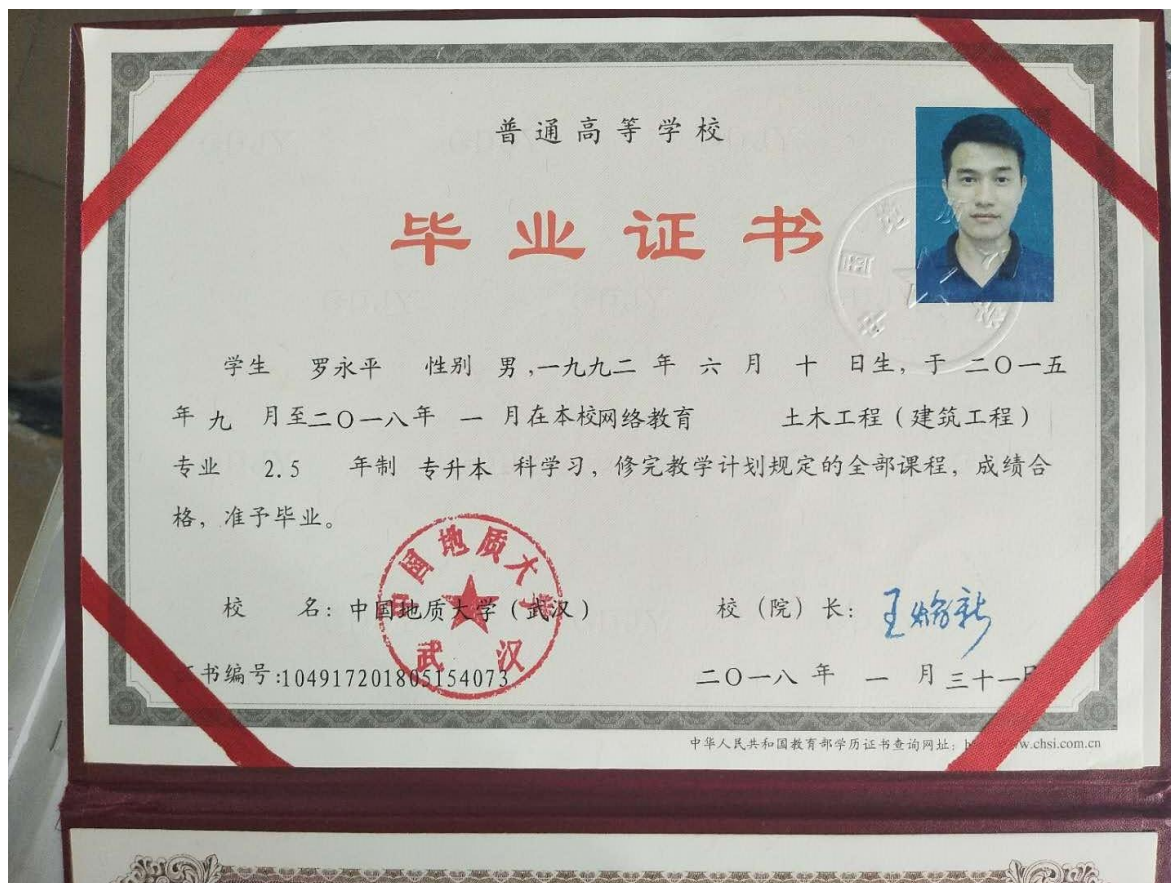 普通高等学校
毕业证书
学生 罗永平 性别 男,一九九二 年 六 月 十 日生, 于 二〇一五
年 九 月至二〇一八年 一 月在本校网络教育 土木工程(建筑工程)
专业 2.5 年制 专升本 科学习, 修完教学计划规定的全部课程, 成绩合
格, 准予毕业。
中国地质大学
武汉
校 名: 中国地质大学(武汉) 校(院)长: 王焰新
书编号:104917201805154073 二〇一八 年 一 月 三十一日
中华人民共和国教育部学历证书查询网址: w.chsi.com.cn